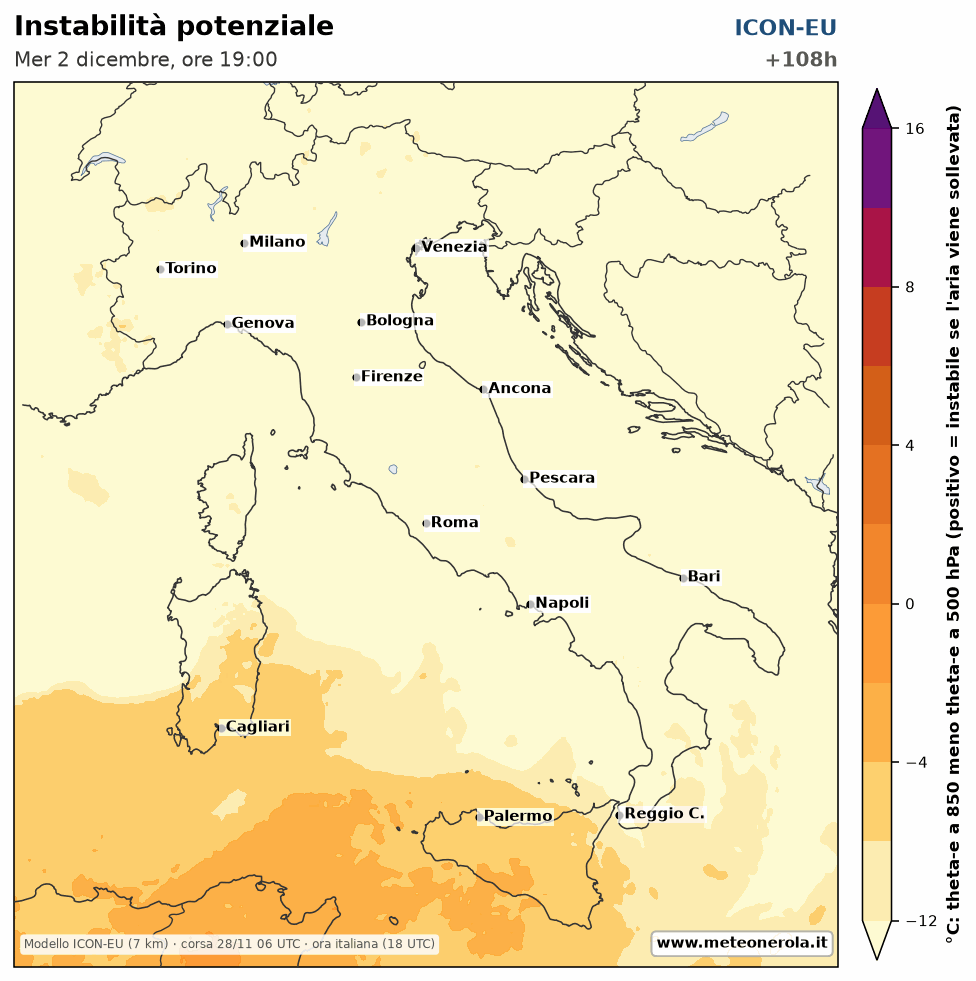 Instabilità potenziale
ICON-EU
Mer 2 dicembre, ore 19:00
+108h
16
8
4
0
−4
−12
°C: theta-e a 850 meno theta-e a 500 hPa (positivo = instabile se l'aria viene sollevata)
Milano
Venezia
Torino
Genova
Bologna
Firenze
Ancona
Pescara
Roma
Bari
Napoli
Cagliari
Palermo
Reggio C.
Modello ICON-EU (7 km) · corsa 28/11 06 UTC · ora italiana (18 UTC)
www.meteonerola.it